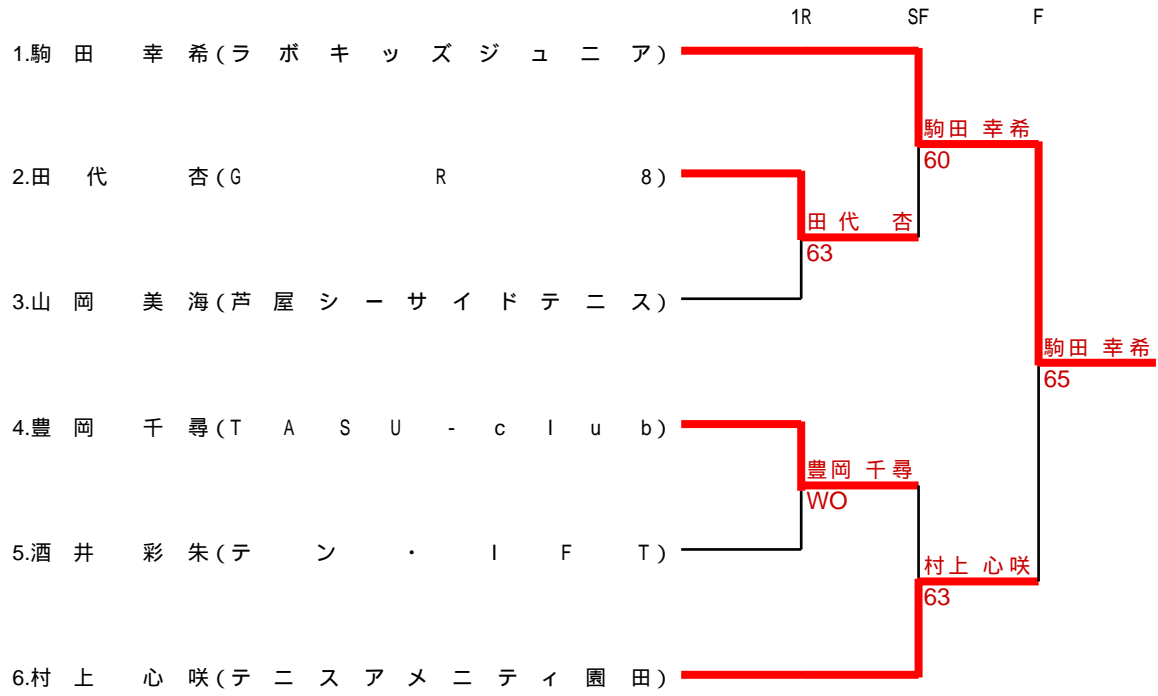 1R SF F
1.駒田 幸希(ラボキッズジュニア)
駒田 幸希
60
2.田代 杏(GR8)
田代 杏
63
3.山岡 美海(芦屋シーサイドテニス)
駒田 幸希
65
4.豊岡 千尋(TASU-club)
豊岡 千尋
WO
5.酒井 彩朱(テン・IFT)
村上 心咲
63
6.村上 心咲(テニスアメニティ園田)